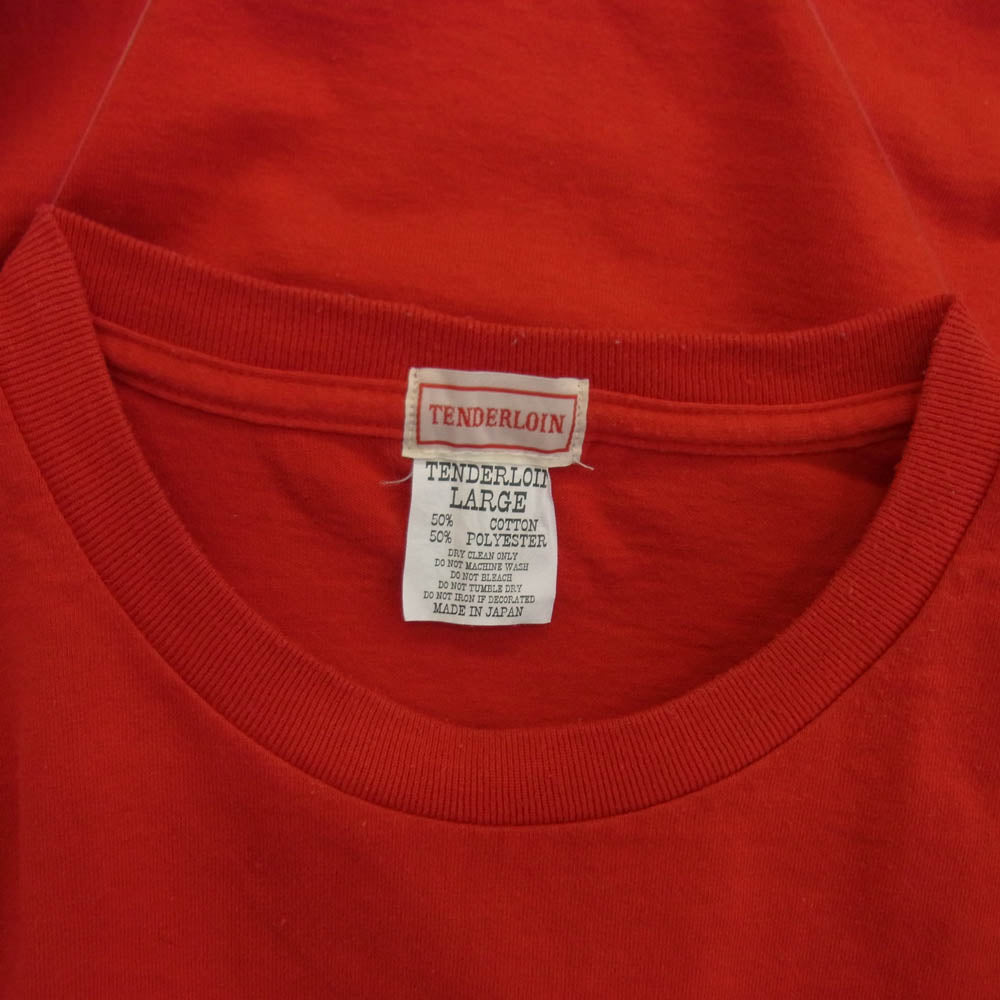 TENDERLOIN
TENDERLOIN
LARGE
50% COTTON
50% POLYESTER
DRY CLEAN ONLY
DO NOT MACHINE WASH
DO NOT BLEACH
DO NOT TUMBLE DRY
DO NOT IRON IF DECORATED
MADE IN JAPAN